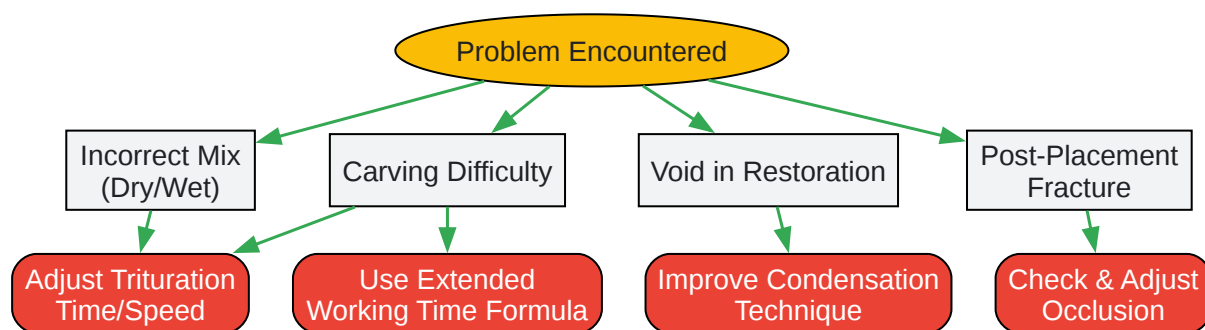 Problem Encountered
Incorrect Mix
(Dry/Wet)
Carving Difficulty
Void in Restoration
Post-Placement
Fracture
Adjust Trituration
Time/Speed
Use Extended
Working Time Formula
Improve Condensation
Technique
Check & Adjust
Occlusion